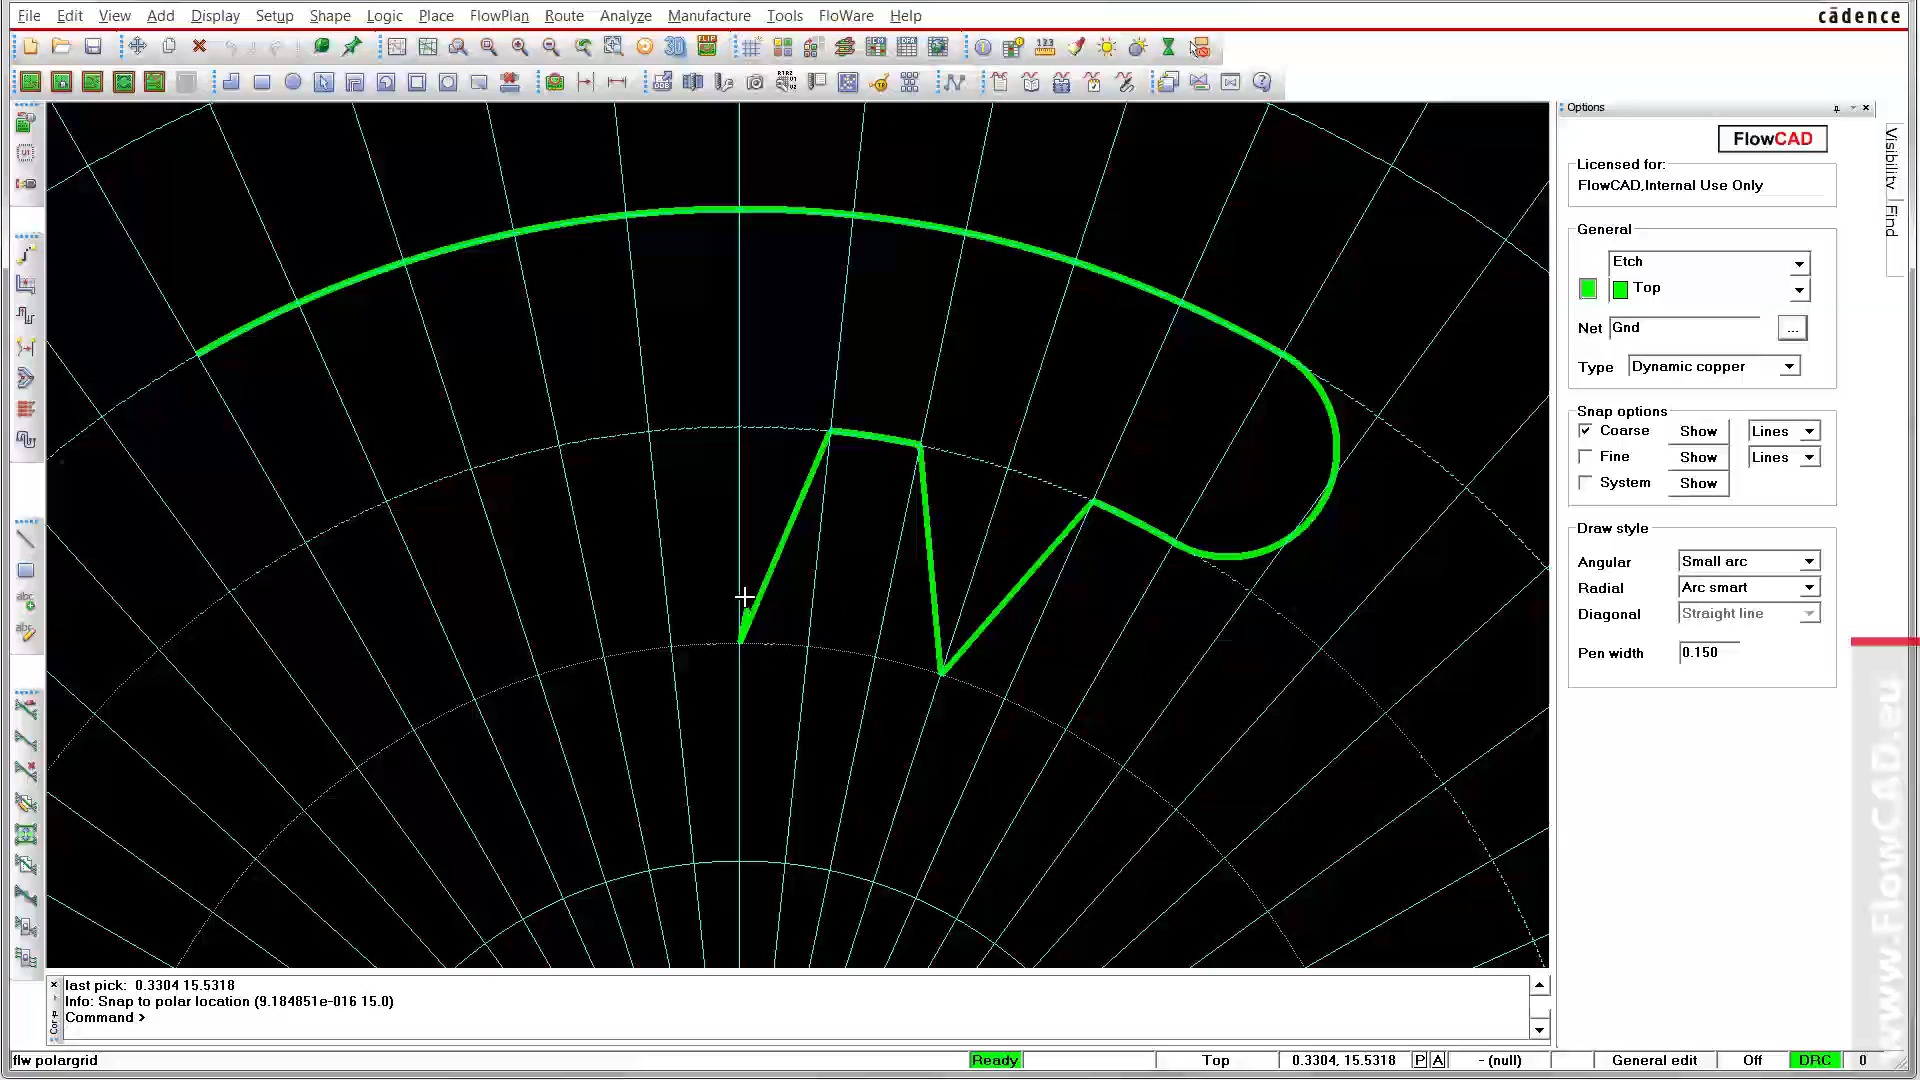 File Edit View Add Display Setup Shape Logic Place FlowPlan Route Analyze Manufacture Tools FloWare Help
cādence
Options
FlowCAD
Licensed for:
FlowCAD,Internal Use Only
General
Etch
Top
Net Gnd ...
Type Dynamic copper
Snap options
Coarse Show Lines
Fine Show Lines
System Show
Draw style
Angular Small arc
Radial Arc smart
Diagonal Straight line
Pen width 0.150
Visibility
Find
www.FlowCAD.eu
last pick: 0.3304 15.5318
Info: Snap to polar location (9.184851e-016 15.0)
Command >
flw polargrid
Ready
Top
0.3304, 15.5318
P A
- (null)
General edit
Off
DRC
0